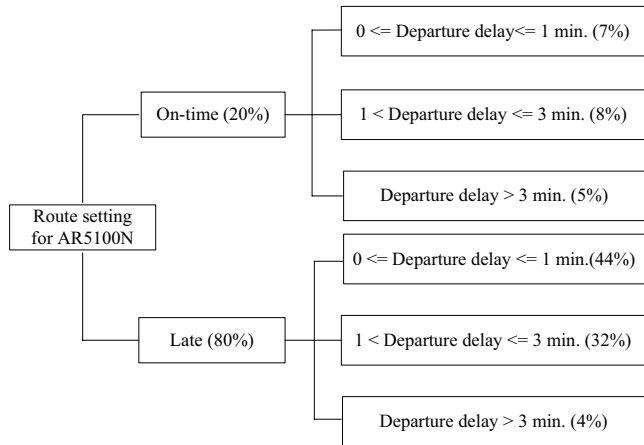 0 <= Departure delay<= 1 min. (7%)
On-time (20%)
1 < Departure delay <= 3 min. (8%)
Departure delay > 3 min. (5%)
Route setting
for AR5100N
0 <= Departure delay <= 1 min.(44%)
Late (80%)
1 < Departure delay <= 3 min. (32%)
Departure delay > 3 min. (4%)